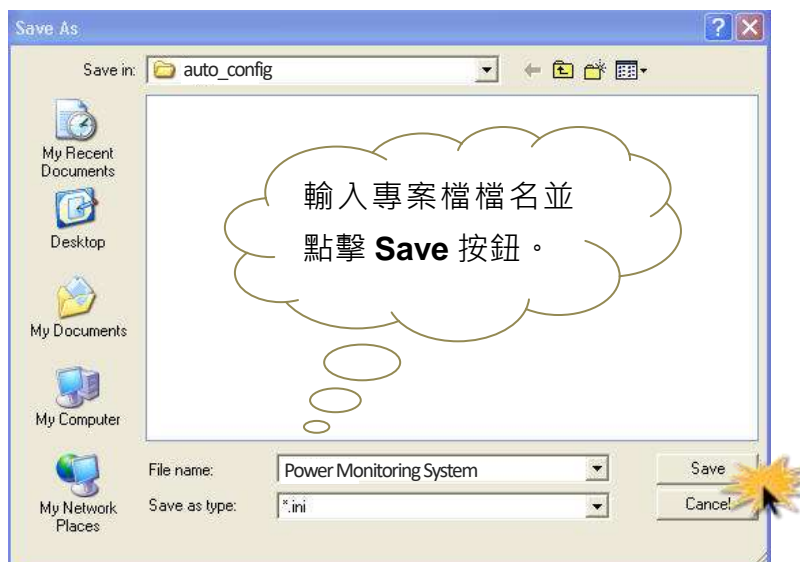 Save As
Save in:
auto_config
My Recent
Documents
Desktop
My Documents
My Computer
My Network
Places
輸入專案檔檔名並
點擊 Save 按鈕。
File name:
Power Monitoring System
Save
Save as type:
*.ini
Cancel